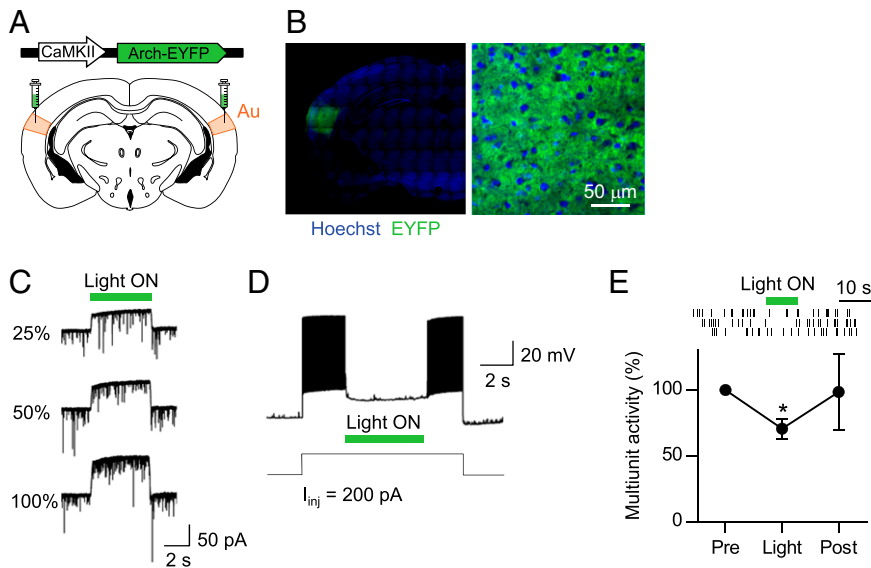 A
CaMKII
Arch-EYFP
Au
B
50 μm
Hoechst EYFP
C
Light ON
25%
50%
100%
50 pA
2 s
D
20 mV
2 s
Light ON
Iinj = 200 pA
E
Light ON
10 s
Multiunit activity (%)
100
50
0
*
Pre
Light
Post